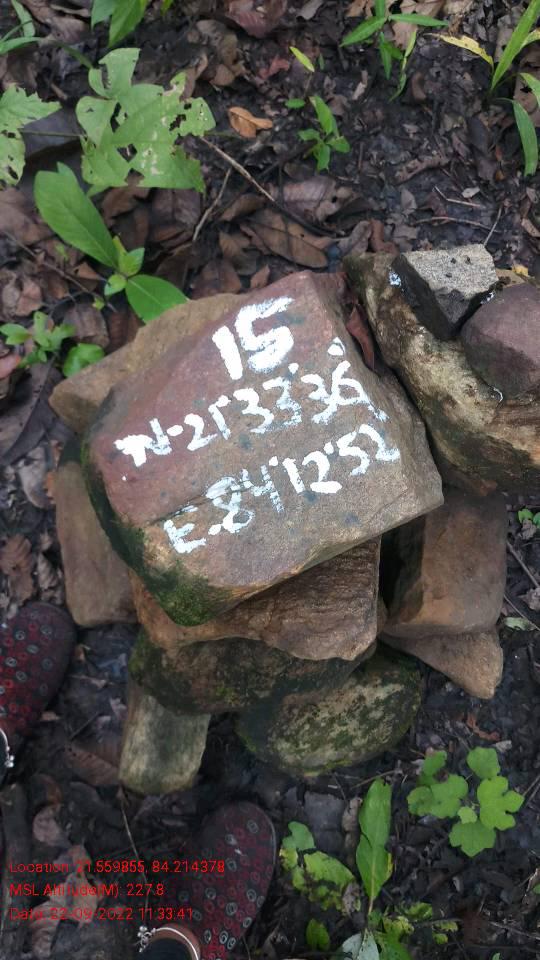 15
N-21°33'36
E-84°12'52
Location: 21.559855, 84.214378
MSL Altitude(M): 227.8
Date: 22-09-2022 11:33:41